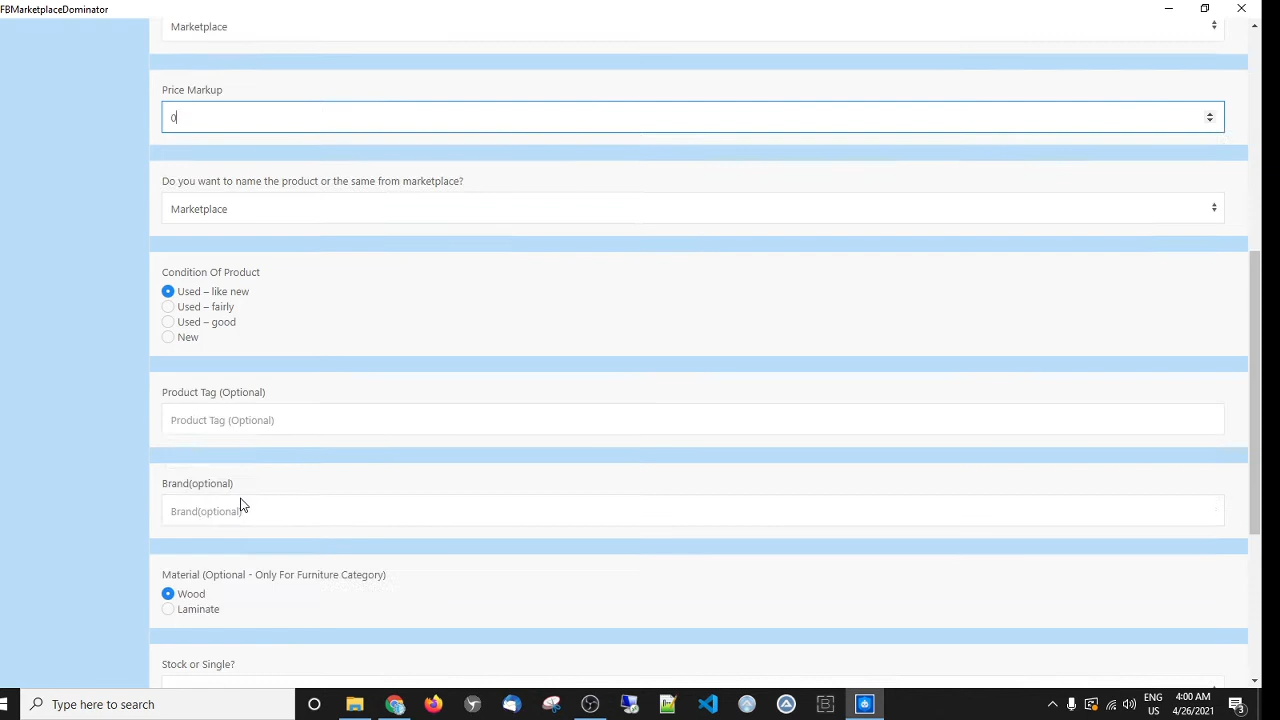 FBMarketplaceDominator
Marketplace
Price Markup
0
Do you want to name the product or the same from marketplace?
Marketplace
Condition Of Product
Used – like new
Used – fairly
Used – good
New
Product Tag (Optional)
Product Tag (Optional)
Brand(optional)
Brand(optional)
Material (Optional - Only For Furniture Category)
Wood
Laminate
Stock or Single?
Type here to search
ENG
US
4:00 AM
4/26/2021
3